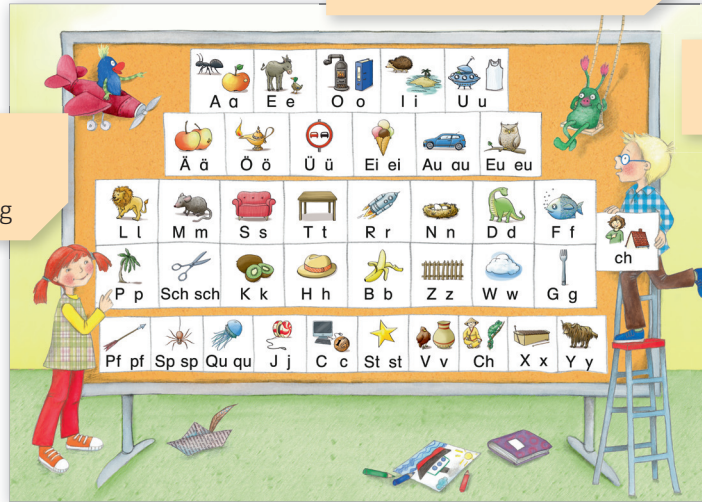 A a E e O o I i U u
Ä ä Ö ö Ü ü Ei ei Au au Eu eu
L l M m S s T t R r N n D d F f
g
ch
P p Sch sch K k H h B b Z z W w G g
Pf pf Sp sp Qu qu J j C c St st V v Ch X x Y y